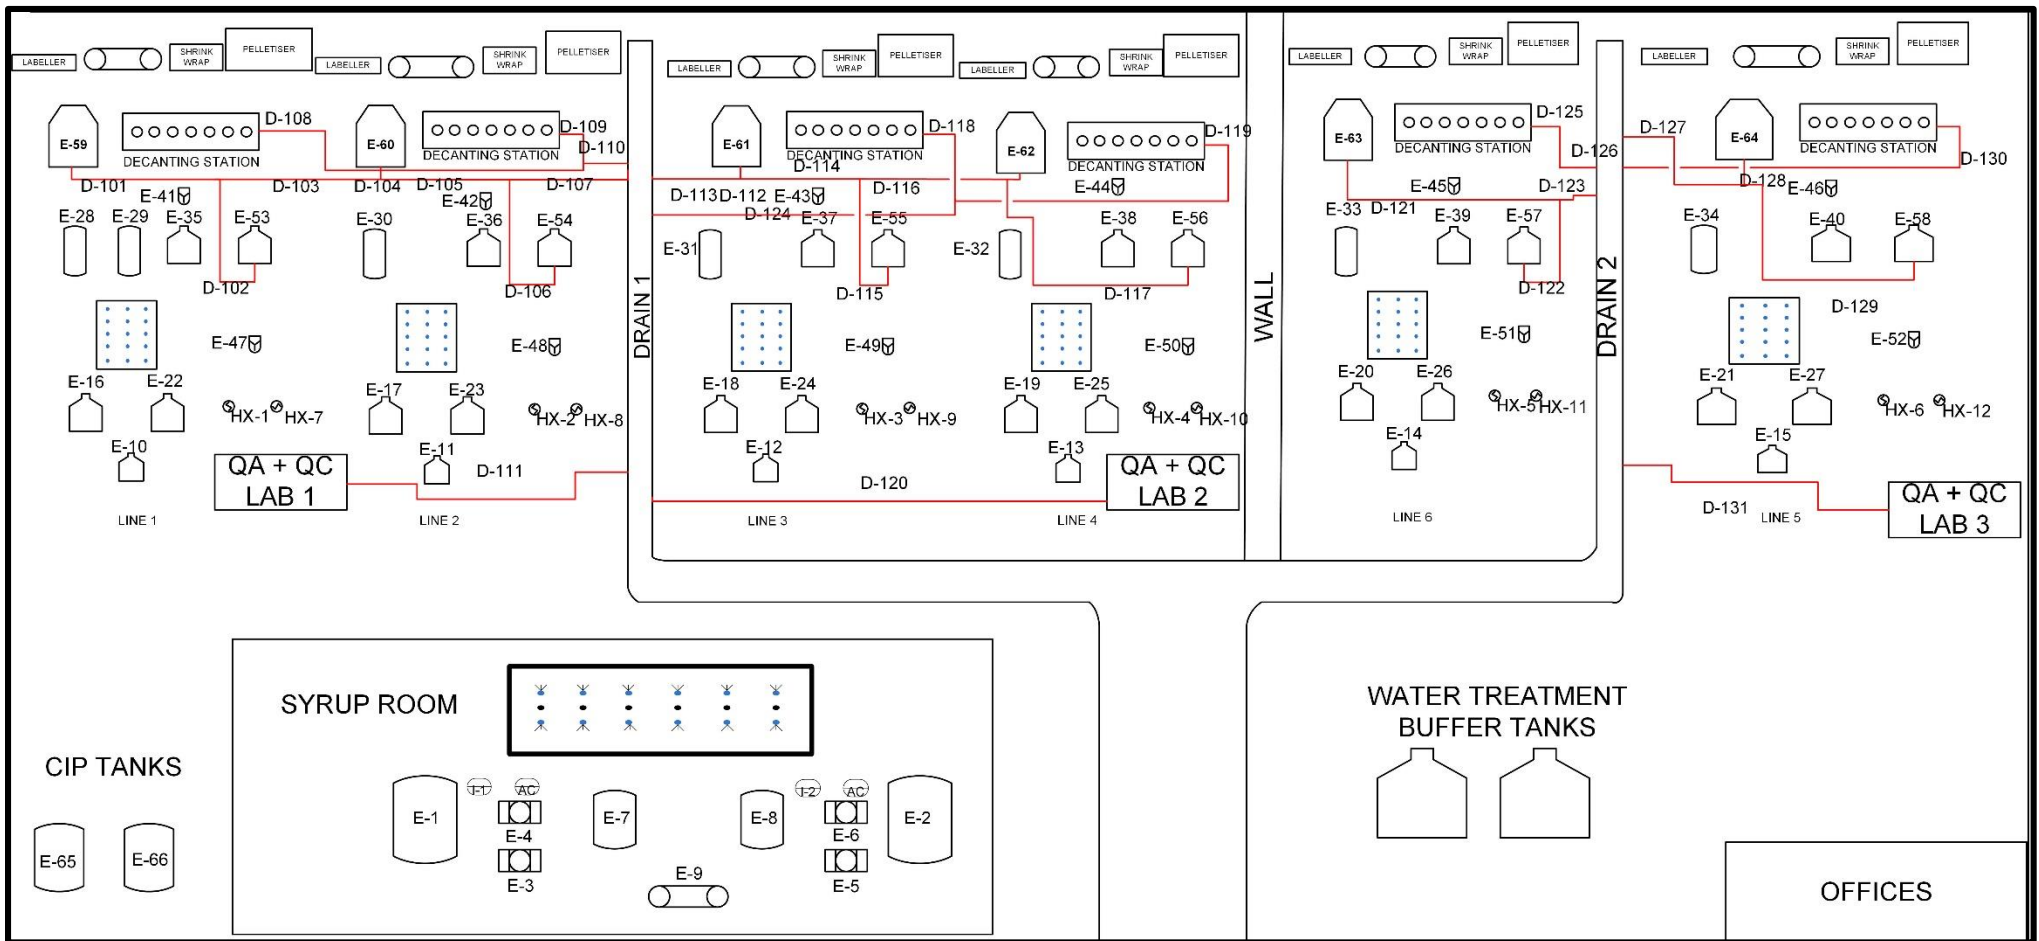 LABELLER
SHRINK
WRAP
PELLETISER
LABELLER
SHRINK
WRAP
PELLETISER
LABELLER
SHRINK
WRAP
PELLETISER
LABELLER
SHRINK
WRAP
PELLETISER
LABELLER
SHRINK
WRAP
PELLETISER
LABELLER
SHRINK
WRAP
PELLETISER
E-59
D-108
DECANTING STATION
E-60
D-109
DECANTING STATION
D-110
E-61
D-118
DECANTING STATION
D-114
E-62
D-119
DECANTING STATION
E-63
D-125
DECANTING STATION
D-126
D-127
E-64
DECANTING STATION
D-130
D-101
D-103
D-104
D-105
D-107
D-113
D-112
D-116
D-124
D-121
D-123
D-128
E-41
E-42
E-43
E-44
E-45
E-46
E-28
E-29
E-35
E-53
E-30
E-36
E-54
E-31
E-37
E-55
E-32
E-38
E-56
E-33
E-39
E-57
E-34
E-40
E-58
D-102
D-106
D-115
D-117
D-122
D-129
DRAIN 1
WALL
DRAIN 2
E-47
E-48
E-49
E-50
E-51
E-52
E-16
E-22
HX-1
HX-7
E-17
E-23
HX-2
HX-8
E-18
E-24
HX-3
HX-9
E-19
E-25
HX-4
HX-10
E-20
E-26
HX-5
HX-11
E-21
E-27
HX-6
HX-12
E-10
E-11
E-12
E-13
E-14
E-15
QA + QC
LAB 1
D-111
D-120
QA + QC
LAB 2
D-131
QA + QC
LAB 3
LINE 1
LINE 2
LINE 3
LINE 4
LINE 6
LINE 5
SYRUP ROOM
WATER TREATMENT
BUFFER TANKS
CIP TANKS
E-65
E-66
E-1
I-1
AC
E-4
E-3
E-7
E-8
I-2
AC
E-6
E-5
E-2
E-9
OFFICES